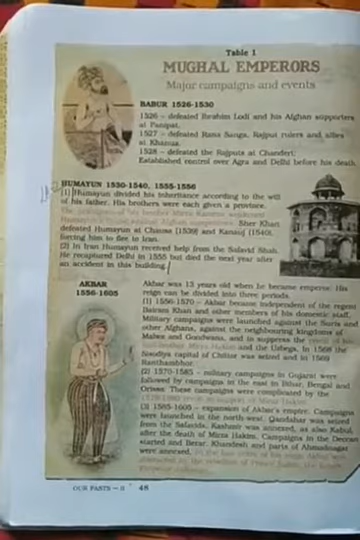 Table 1
MUGHAL EMPERORS
Major campaigns and events
BABUR 1526-1530
1526 – defeated Ibrahim Lodi and his Afghan supporters
at Panipat.
1527 – defeated Rana Sanga, Rajput rulers and allies
at Khanua.
1528 – defeated the Rajputs at Chanderi;
Established control over Agra and Delhi before his death.
HUMAYUN 1530-1540, 1555-1556
(1) Humayun divided his inheritance according to the will
of his father. His brothers were each given a province.
The ambitions of his brother Mirza Kamran weakened
Sher Khan
defeated Humayun at Chausa (1539) and Kanauj (1540),
forcing him to flee to Iran.
(2) In Iran Humayun received help from the Safavid Shah.
He recaptured Delhi in 1555 but died the next year after
an accident in this building.
AKBAR
1556-1605
Akbar was 13 years old when he became emperor. His
reign can be divided into three periods.
(1) 1556-1570 – Akbar became independent of the regent
Bairam Khan and other members of his domestic staff.
Military campaigns were launched against the Suris and
other Afghans, against the neighbouring kingdoms of
Malwa and Gondwana, and to suppress the revolt of his
Mirza Hakim and the Uzbegs. In 1568 the
Sisodiya capital of Chittor was seized and in 1569
Ranthambhor.
(2) 1570-1585 – military campaigns in Gujarat were
followed by campaigns in the east in Bihar, Bengal and
Orissa. These campaigns were complicated by the
1579-1580 revolt in support of Mirza Hakim.
(3) 1585-1605 – expansion of Akbar's empire. Campaigns
were launched in the north-west. Qandahar was seized
from the Safavids, Kashmir was annexed, as also Kabul,
after the death of Mirza Hakim. Campaigns in the Deccan
started and Berar, Khandesh and parts of Ahmadnagar
were annexed. In the last years of his reign Akbar was
distracted by the rebellion of Prince Salim, the future
OUR PASTS – II 48